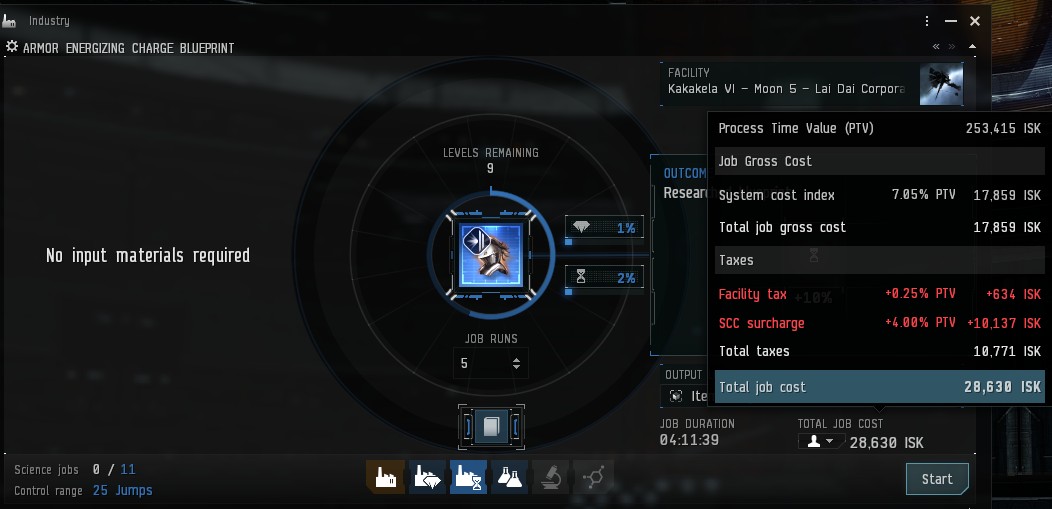 Industry
ARMOR ENERGIZING CHARGE BLUEPRINT
FACILITY
Kakakela VI - Moon 5 - Lai Dai Corpora
LEVELS REMAINING
9
No input materials required
1%
2%
JOB RUNS
5
OUTCOM
Resear
+10%
OUTPUT
Ite
Process Time Value (PTV) 253,415 ISK
Job Gross Cost
System cost index 7.05% PTV 17,859 ISK
Total job gross cost 17,859 ISK
Taxes
Facility tax +0.25% PTV +634 ISK
SCC surcharge +4.00% PTV +10,137 ISK
Total taxes 10,771 ISK
Total job cost 28,630 ISK
JOB DURATION
04:11:39
TOTAL JOB COST
28,630 ISK
Science jobs 0 / 11
Control range 25 Jumps
Start